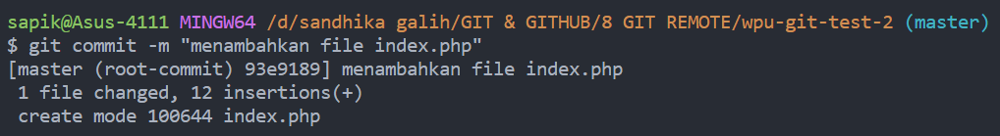 sapik@Asus-4111 MINGW64 /d/sandhika galih/GIT & GITHUB/8 GIT REMOTE/wpu-git-test-2 (master)
$ git commit -m "menambahkan file index.php"
[master (root-commit) 93e9189] menambahkan file index.php
 1 file changed, 12 insertions(+)
 create mode 100644 index.php